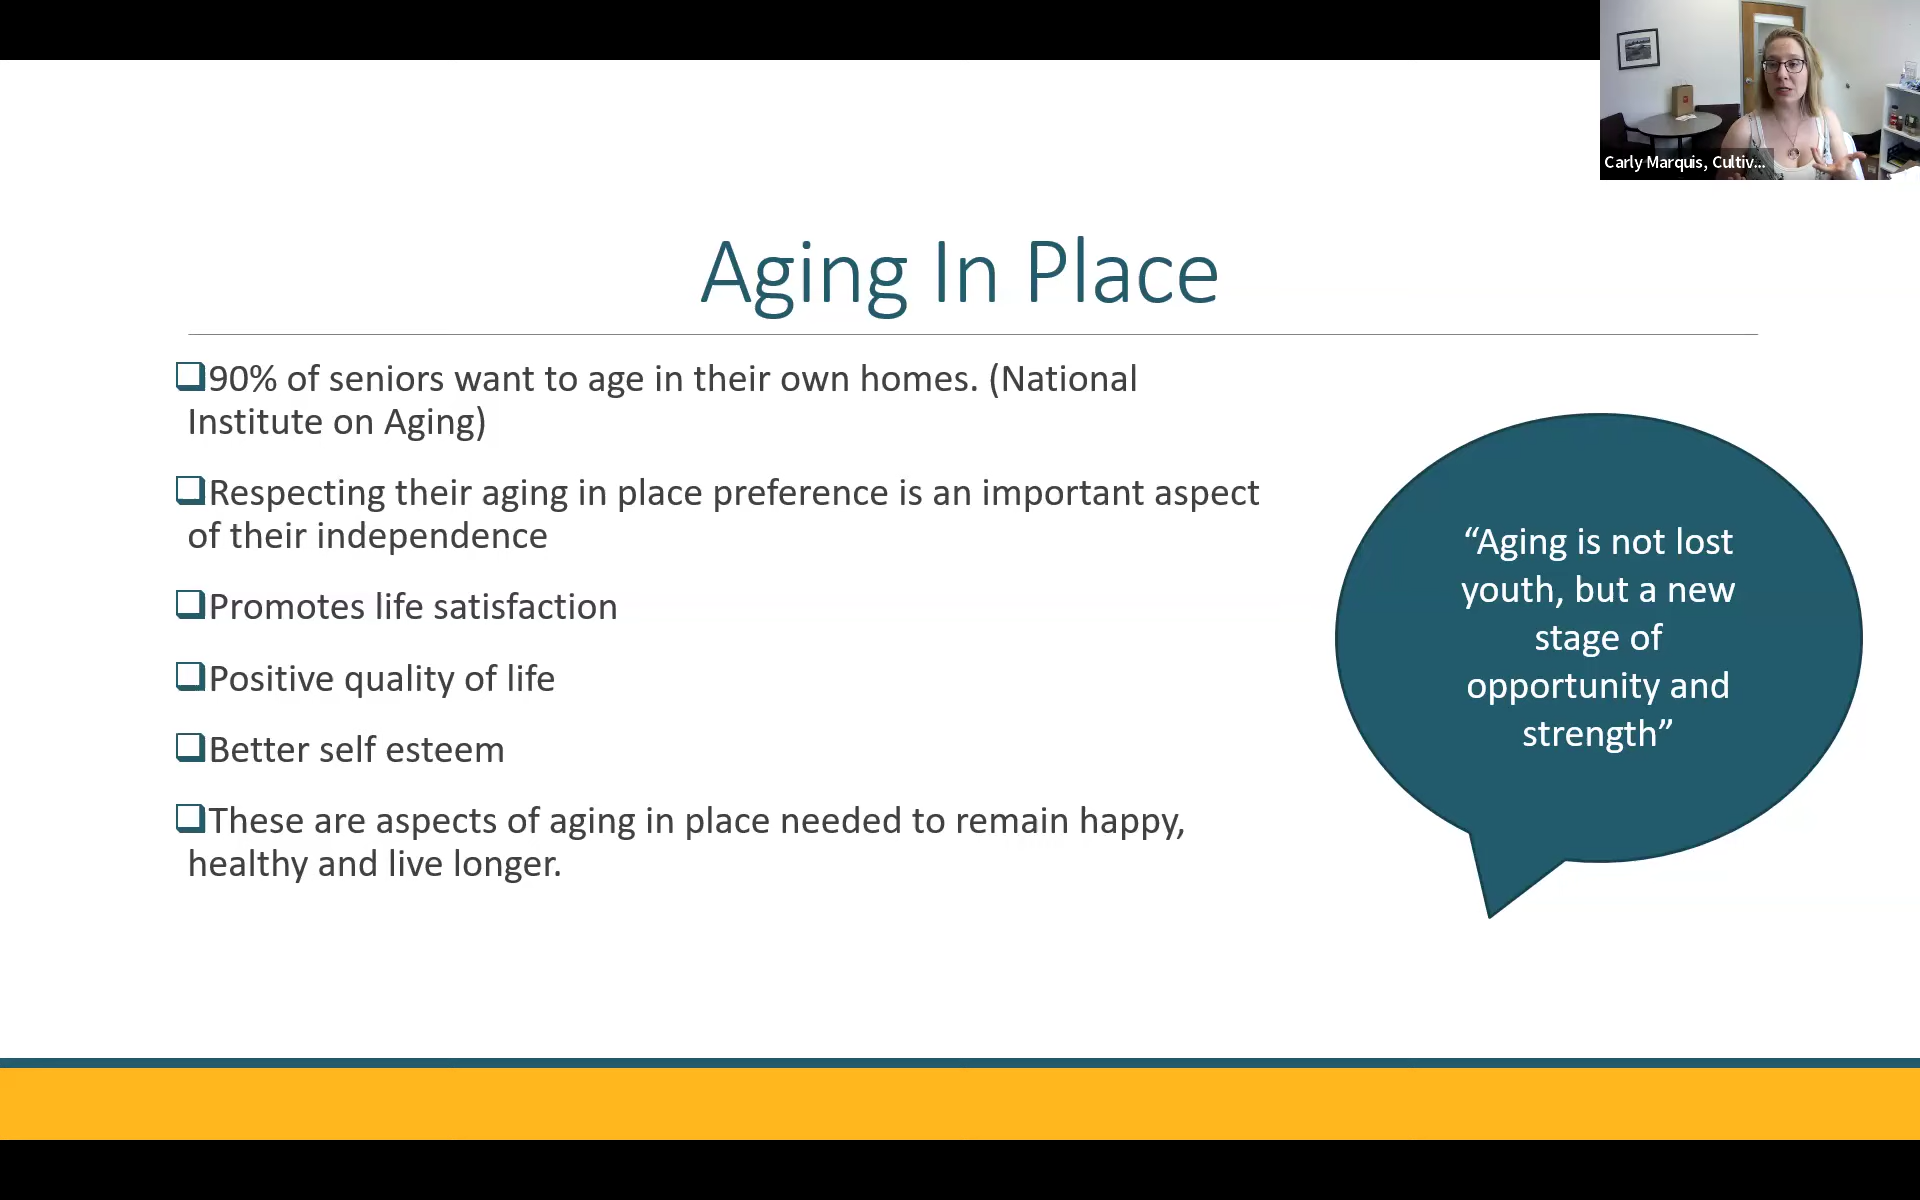 Carly Marquis, Cultiv...
Aging In Place
90% of seniors want to age in their own homes. (National
Institute on Aging)
Respecting their aging in place preference is an important aspect
of their independence
Promotes life satisfaction
Positive quality of life
Better self esteem
These are aspects of aging in place needed to remain happy,
healthy and live longer.
“Aging is not lost
youth, but a new
stage of
opportunity and
strength”